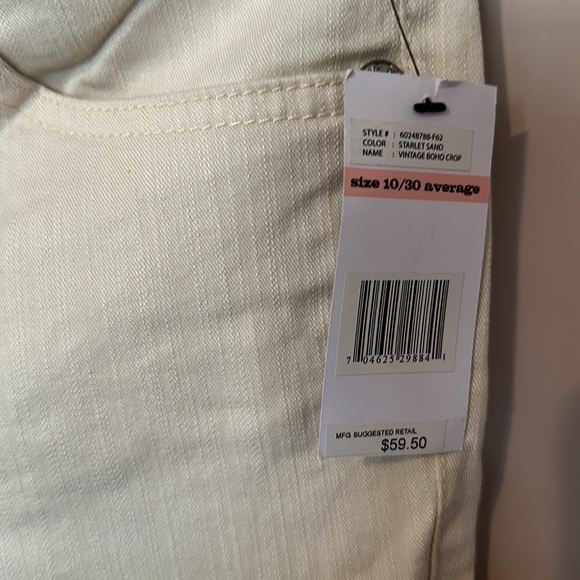 STYLE # : 60248788-F62
COLOR : STARLET SAND
NAME : VINTAGE BOHO CROP
size 10/30 average
7 04625 29884 1
MFG SUGGESTED RETAIL
$59.50